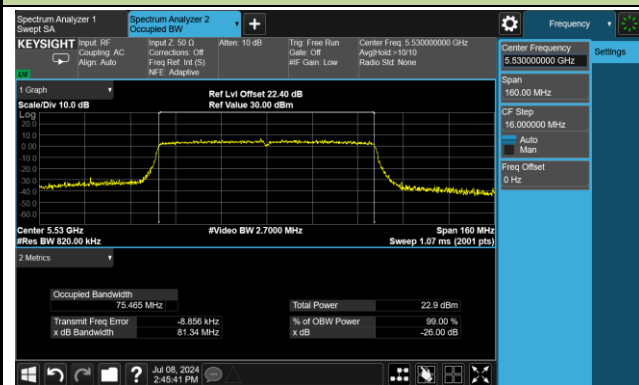 Spectrum Analyzer 1
Swept SA
Spectrum Analyzer 2
Occupied BW
Frequency
KEYSIGHT
Input: RF
Coupling: AC
Align: Auto
Input Z: 50 Ω
Corrections: Off
Freq Ref: Int (S)
NFE: Adaptive
Atten: 10 dB
Trig: Free Run
Gate: Off
#IF Gain: Low
Center Freq: 5.530000000 GHz
Avg|Hold:>10/10
Radio Std: None
Center Frequency
5.530000000 GHz
Settings
Span
160.00 MHz
CF Step
16.000000 MHz
Auto
Man
Freq Offset
0 Hz
1 Graph
Scale/Div 10.0 dB
Ref Lvl Offset 22.40 dB
Ref Value 30.00 dBm
Log
20.0
10.0
0.00
-10.0
-20.0
-30.0
-40.0
-50.0
-60.0
Center 5.53 GHz
#Res BW 820.00 kHz
#Video BW 2.7000 MHz
Span 160 MHz
Sweep 1.07 ms (2001 pts)
2 Metrics
Occupied Bandwidth
75.465 MHz
Total Power 22.9 dBm
Transmit Freq Error -8.856 kHz
% of OBW Power 99.00 %
x dB Bandwidth 81.34 MHz
x dB -26.00 dB
?
Jul 08, 2024
2:45:41 PM